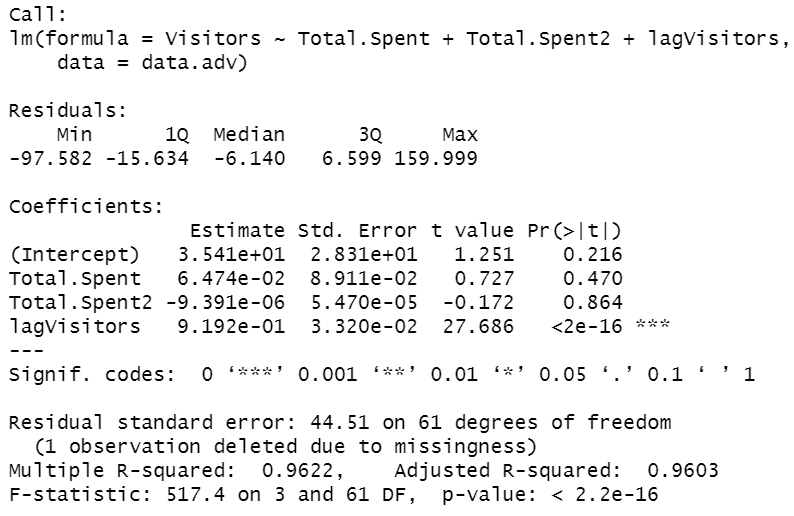 Call:
lm(formula = Visitors ~ Total.Spent + Total.Spent2 + lagVisitors,
    data = data.adv)

Residuals:
    Min      1Q  Median      3Q     Max
-97.582 -15.634  -6.140   6.599 159.999

Coefficients:
               Estimate Std. Error t value Pr(>|t|)
(Intercept)   3.541e+01  2.831e+01   1.251    0.216
Total.Spent   6.474e-02  8.911e-02   0.727    0.470
Total.Spent2 -9.391e-06  5.470e-05  -0.172    0.864
lagVisitors   9.192e-01  3.320e-02  27.686   <2e-16 ***
---
Signif. codes:  0 ‘***’ 0.001 ‘**’ 0.01 ‘*’ 0.05 ‘.’ 0.1 ‘ ’ 1

Residual standard error: 44.51 on 61 degrees of freedom
  (1 observation deleted due to missingness)
Multiple R-squared:  0.9622,    Adjusted R-squared:  0.9603
F-statistic: 517.4 on 3 and 61 DF,  p-value: < 2.2e-16